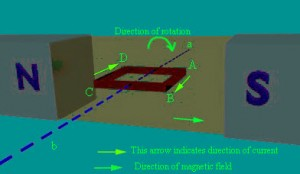 Direction of rotation
a
D
A
N
S
C
B
b
This arrow indicates direction of current
Direction of magnetic field